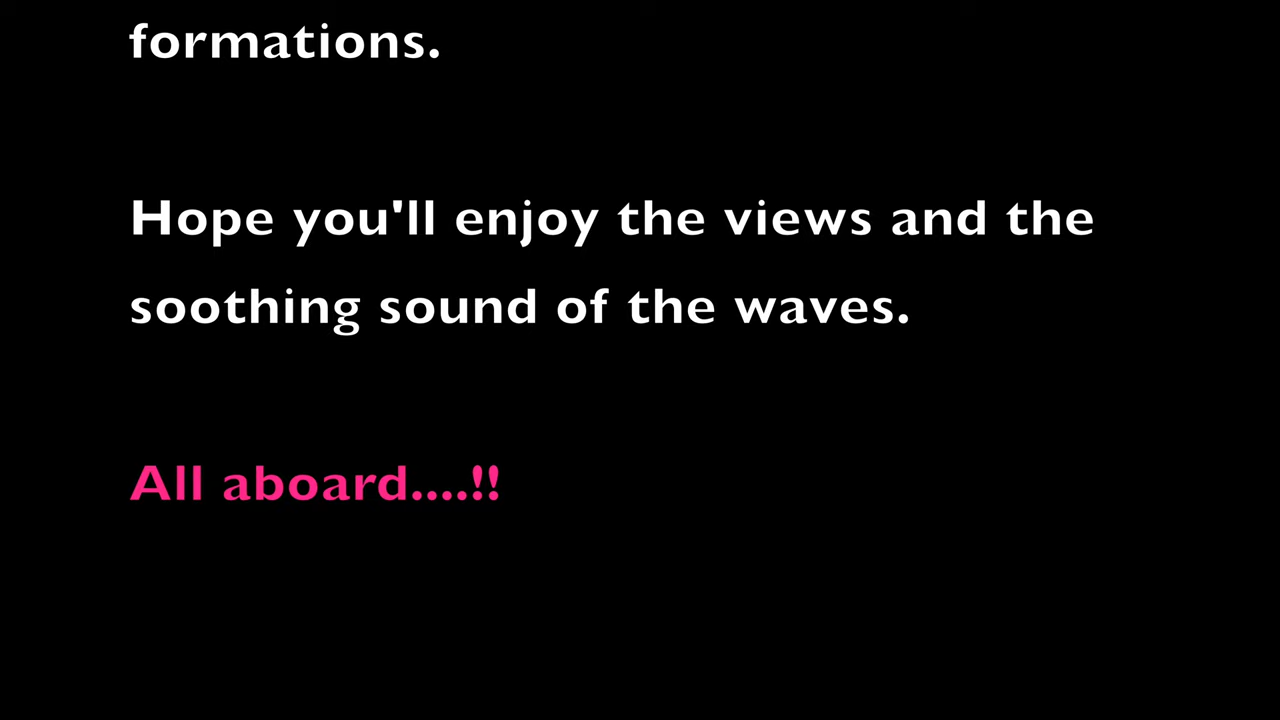 formations.
Hope you'll enjoy the views and the
soothing sound of the waves.
All aboard....!!